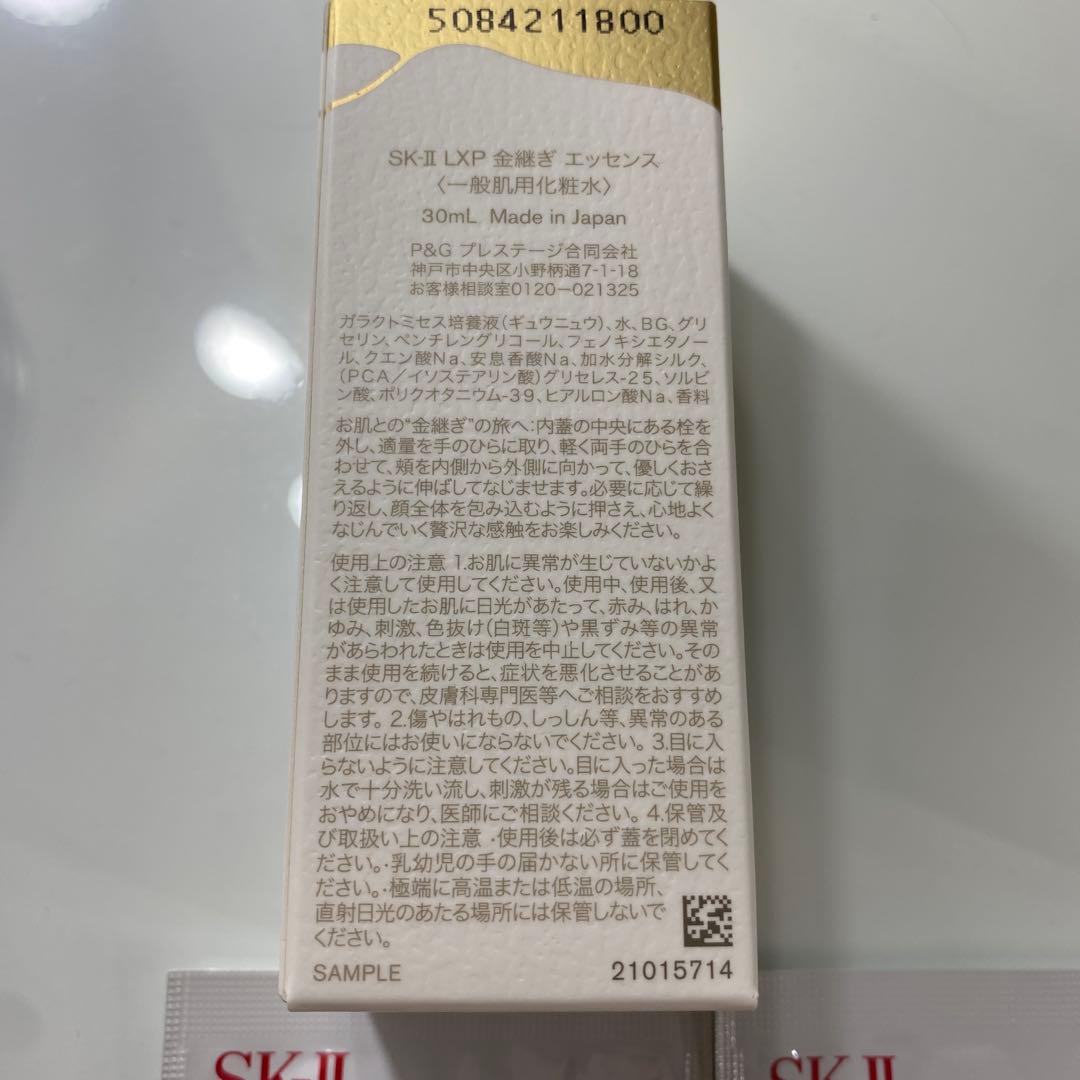 5084211800
SK-II LXP 金継ぎ エッセンス
〈一般肌用化粧水〉
30mL Made in Japan
P&G プレステージ合同会社
神戸市中央区小野柄通7-1-18
お客様相談室0120-021325
ガラクトミセス培養液（ギュウニュウ）、水、BG、グリ
セリン、ペンチレングリコール、フェノキシエタノー
ル、クエン酸Na、安息香酸Na、加水分解シルク、
（PCA／イソステアリン酸）グリセレス-25、ソルビ
ン酸、ポリクオタニウム-39、ヒアルロン酸Na、香料
お肌との“金継ぎ”の旅へ：内蓋の中央にある栓を
外し、適量を手のひらに取り、軽く両手のひらを合
わせて、頬を内側から外側に向かって、優しくおさ
えるように伸ばしてなじませます。必要に応じて繰
り返し、顔全体を包み込むように押さえ、心地よく
なじんでいく贅沢な感触をお楽しみください。
使用上の注意 1.お肌に異常が生じていないかよ
く注意して使用してください。使用中、使用後、又
は使用したお肌に日光があたって、赤み、はれ、か
ゆみ、刺激、色抜け（白斑等）や黒ずみ等の異常
があらわれたときは使用を中止してください。その
まま使用を続けると、症状を悪化させることがあ
りますので、皮膚科専門医等へご相談をおすすめ
します。 2.傷やはれもの、しっしん等、異常のある
部位にはお使いにならないでください。 3.目に入
らないように注意してください。目に入った場合は
水で十分洗い流し、刺激が残る場合はご使用を
おやめになり、医師にご相談ください。 4.保管及
び取扱い上の注意 ・使用後は必ず蓋を閉めてく
ださい。・乳幼児の手の届かない所に保管してく
ださい。・極端に高温または低温の場所、
直射日光のあたる場所には保管しないで
ください。
SAMPLE 21015714
SK-II
SK-II